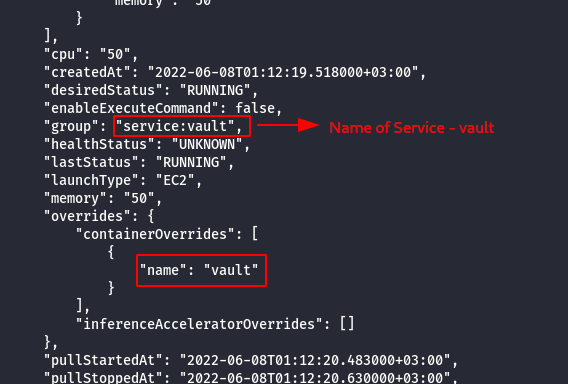 "memory": "50"
}
],
"cpu": "50",
"createdAt": "2022-06-08T01:12:19.518000+03:00",
"desiredStatus": "RUNNING",
"enableExecuteCommand": false,
"group": "service:vault", Name of Service - vault
"healthStatus": "UNKNOWN",
"lastStatus": "RUNNING",
"launchType": "EC2",
"memory": "50",
"overrides": {
"containerOverrides": [
{
"name": "vault"
}
],
"inferenceAcceleratorOverrides": []
},
"pullStartedAt": "2022-06-08T01:12:20.483000+03:00",
"pullStoppedAt": "2022-06-08T01:12:20.630000+03:00",